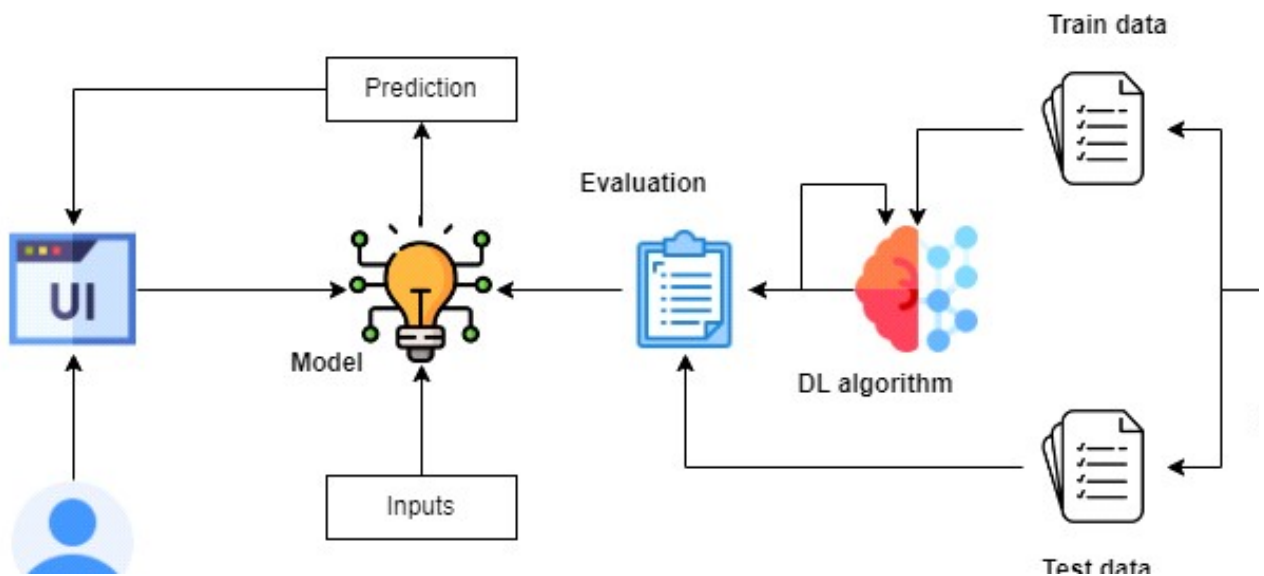 Train data
Prediction
Evaluation
UI
Model
DL algorithm
Inputs
Test data